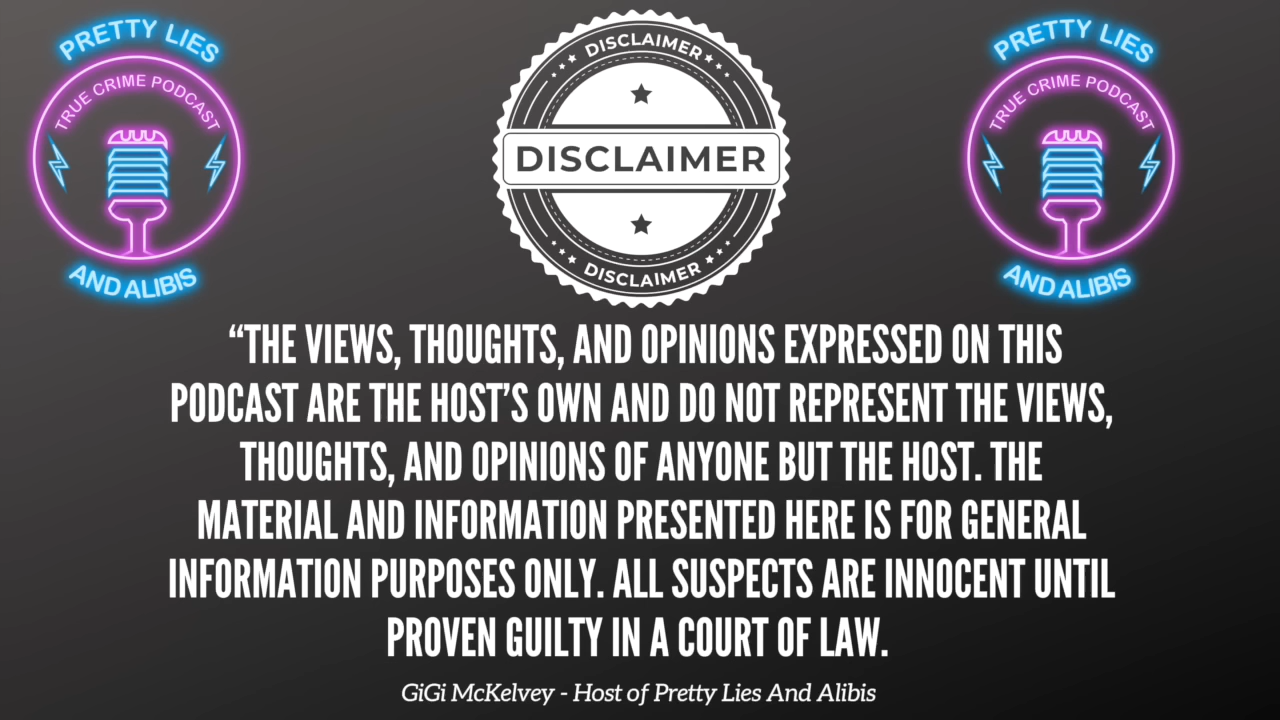 PRETTY LIES
TRUE CRIME PODCAST
AND ALIBIS
DISCLAIMER
DISCLAIMER
DISCLAIMER
PRETTY LIES
TRUE CRIME PODCAST
AND ALIBIS
“THE VIEWS, THOUGHTS, AND OPINIONS EXPRESSED ON THIS
PODCAST ARE THE HOST’S OWN AND DO NOT REPRESENT THE VIEWS,
THOUGHTS, AND OPINIONS OF ANYONE BUT THE HOST. THE
MATERIAL AND INFORMATION PRESENTED HERE IS FOR GENERAL
INFORMATION PURPOSES ONLY. ALL SUSPECTS ARE INNOCENT UNTIL
PROVEN GUILTY IN A COURT OF LAW.
GiGi McKelvey - Host of Pretty Lies And Alibis